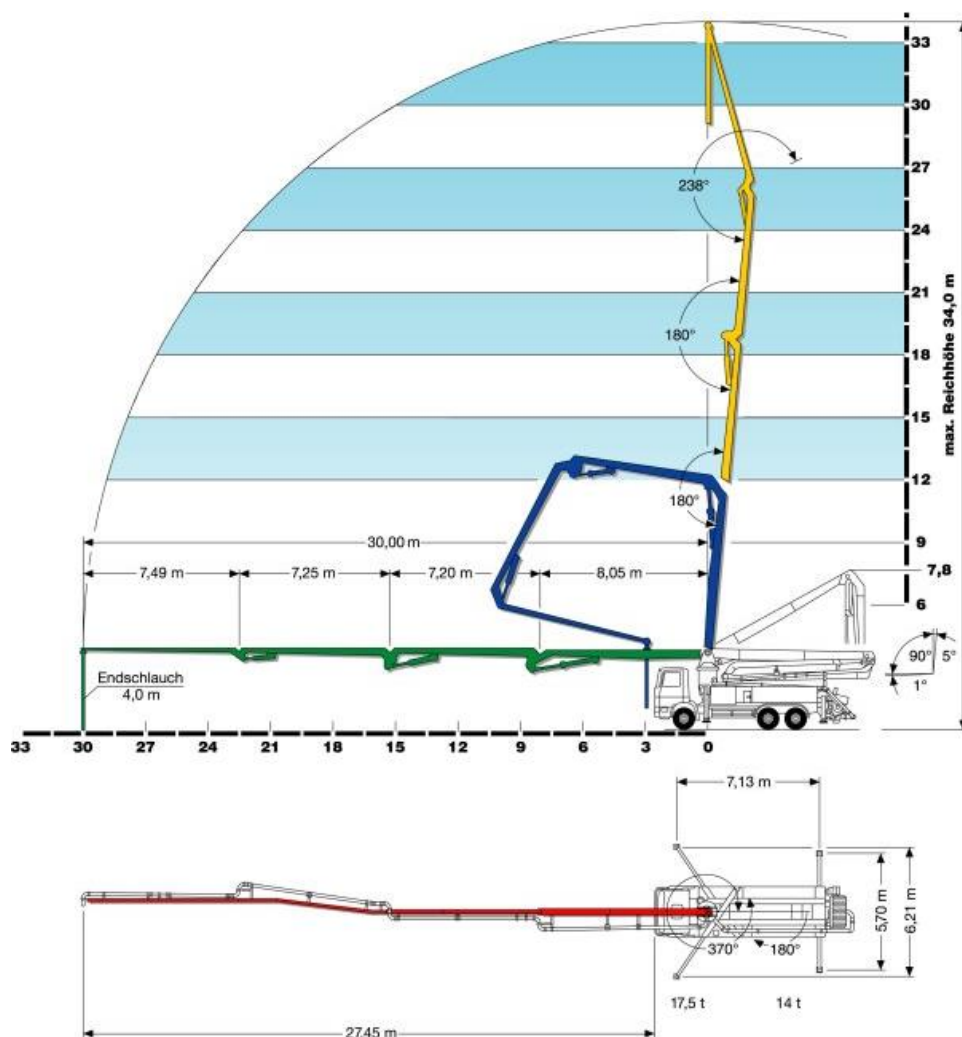 33
30
27
238°
24
21
180°
18
15
12
180°
max. Reichhöhe 34,0 m
30,00 m
9
7,49 m
7,25 m
7,20 m
8,05 m
7,8
6
90°
5°
1°
Endschlauch
4,0 m
33
30
27
24
21
18
15
12
9
6
3
0
7,13 m
370°
180°
5,70 m
6,21 m
17,5 t
14 t
27,45 m